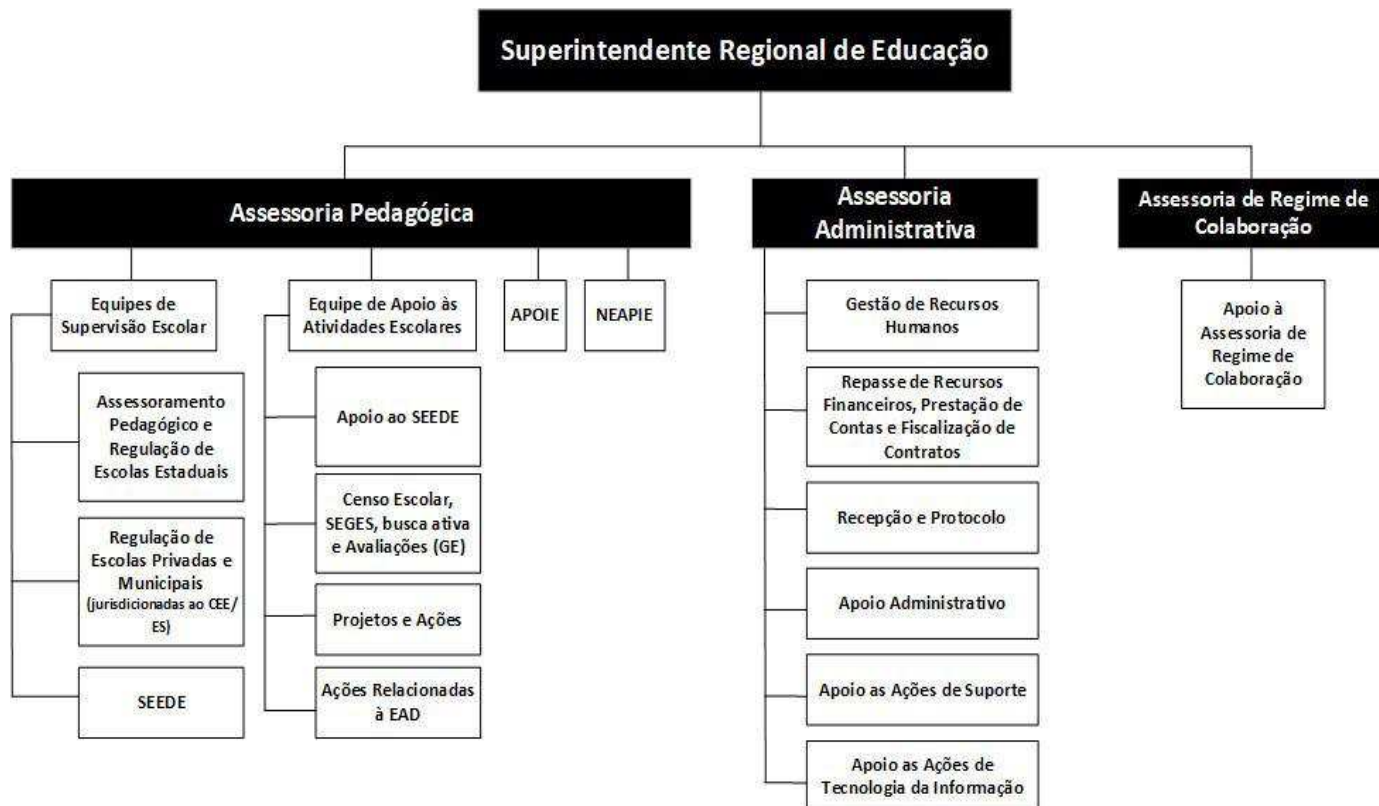 Superintendente Regional de Educação
Assessoria Pedagógica
Assessoria
Administrativa
Assessoria de Regime de
Colaboração
Equipes de
Supervisão Escolar
Assessoramento
Pedagógico e
Regulação de
Escolas Estaduais
Regulação de
Escolas Privadas e
Municipais
(jurisdicionadas ao CEE/
ES)
SEEDE
Equipe de Apoio às
Atividades Escolares
Apoio ao SEEDE
Censo Escolar,
SEGES, busca ativa
e Avaliações (GE)
Projetos e Ações
Ações Relacionadas
à EAD
APOIE
NEAPIE
Gestão de Recursos
Humanos
Repasse de Recursos
Financeiros, Prestação de
Contas e Fiscalização de
Contratos
Recepção e Protocolo
Apoio Administrativo
Apoio as Ações de Suporte
Apoio as Ações de
Tecnologia da Informação
Apoio à
Assessoria de
Regime de
Colaboração